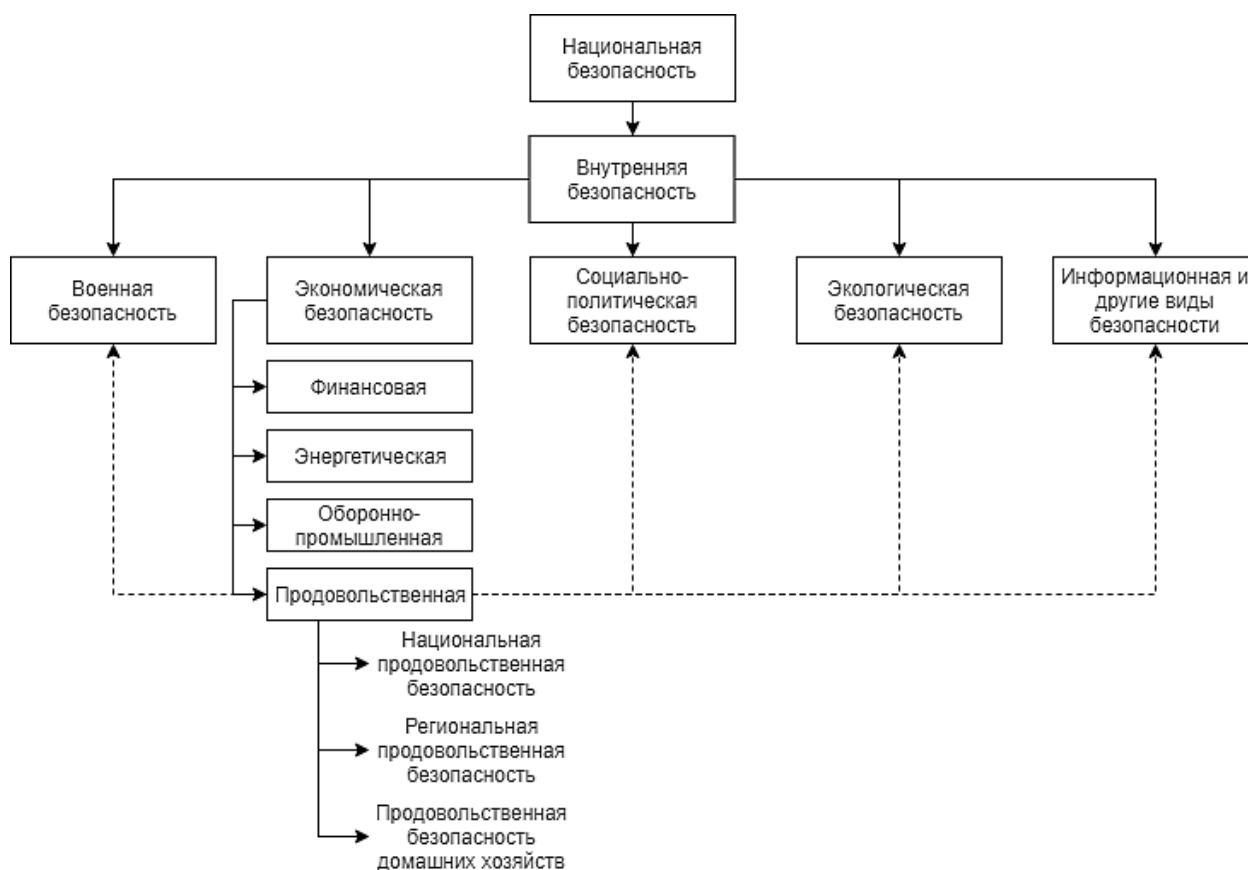 Национальная
безопасность
Внутренняя
безопасность
Военная
безопасность
Экономическая
безопасность
Социально-
политическая
безопасность
Экологическая
безопасность
Информационная и
другие виды
безопасности
Финансовая
Энергетическая
Оборонно-
промышленная
Продовольственная
Национальная
продовольственная
безопасность
Региональная
продовольственная
безопасность
Продовольственная
безопасность
домашних хозяйств